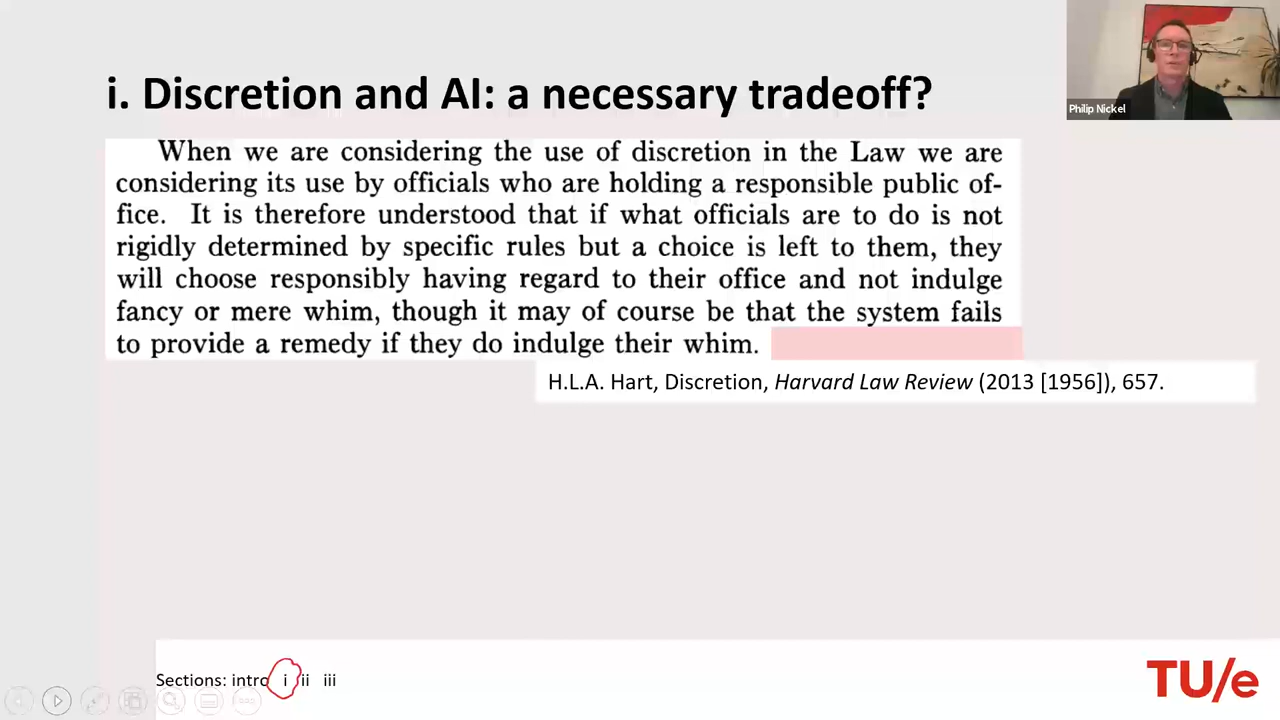 i. Discretion and AI: a necessary tradeoff?
Philip Nickel
When we are considering the use of discretion in the Law we are
considering its use by officials who are holding a responsible public of-
fice. It is therefore understood that if what officials are to do is not
rigidly determined by specific rules but a choice is left to them, they
will choose responsibly having regard to their office and not indulge
fancy or mere whim, though it may of course be that the system fails
to provide a remedy if they do indulge their whim.
H.L.A. Hart, Discretion, Harvard Law Review (2013 [1956]), 657.
Sections: intro i ii iii
TU/e